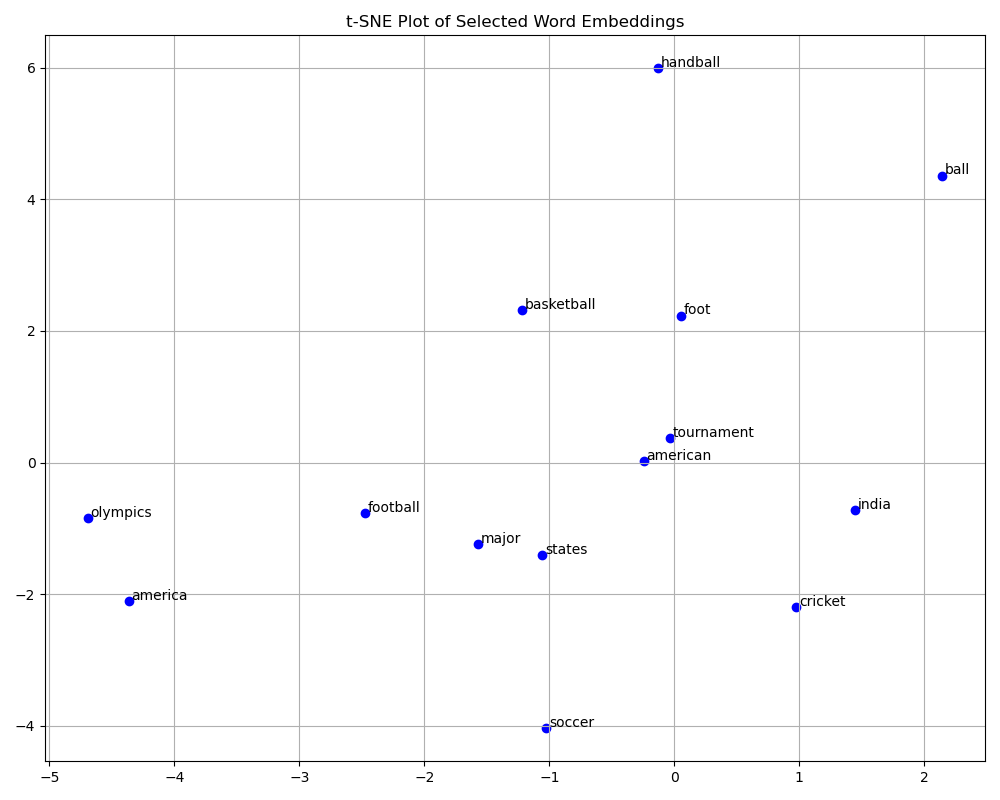 t-SNE Plot of Selected Word Embeddings
6
handball
ball
4
basketball
foot
2
tournament
american
0
olympics
football
india
major
states
america
−2
cricket
soccer
−4
−5 −4 −3 −2 −1 0 1 2